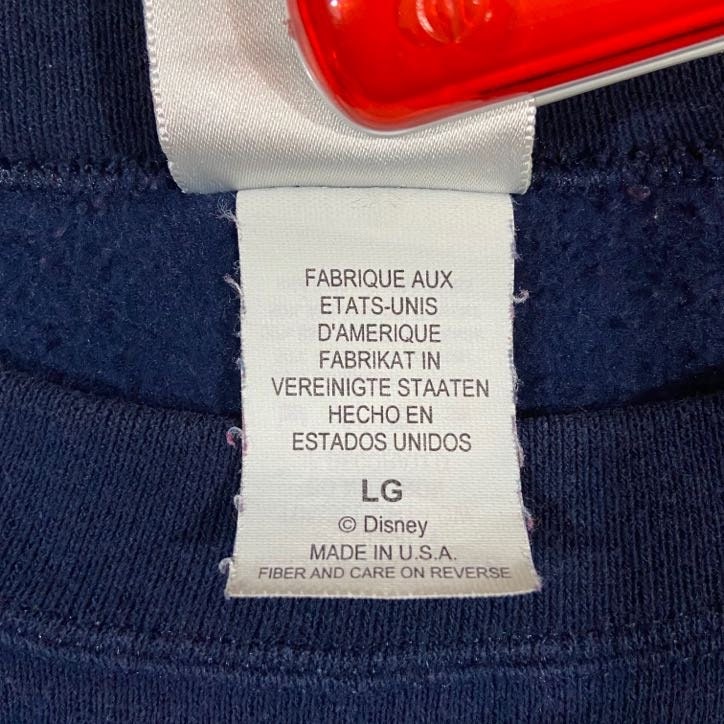 FABRIQUE AUX
ETATS-UNIS
D'AMERIQUE
FABRIKAT IN
VEREINIGTE STAATEN
HECHO EN
ESTADOS UNIDOS
LG
© Disney
MADE IN U.S.A.
FIBER AND CARE ON REVERSE